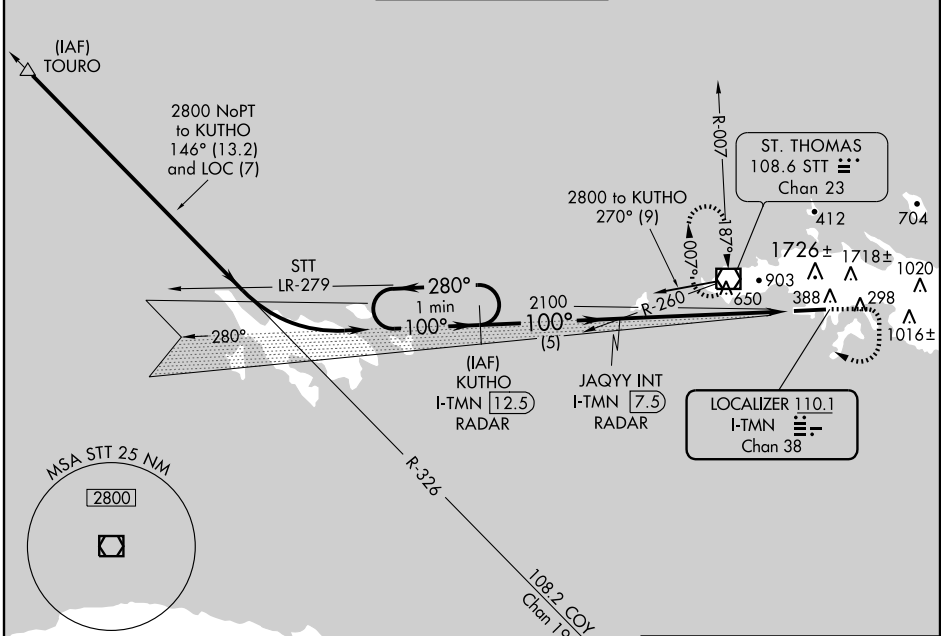 (IAF)
TOURO
2800 NoPT
to KUTHO
146° (13.2)
and LOC (7)
R-007
ST. THOMAS
108.6 STT
Chan 23
2800 to KUTHO
270° (9)
187°
007°
412
704
1726±
1718±
1020
903
650
388
298
1016±
STT
LR-279
280°
1 min
100°
2100
100°
(5)
R-260
280°
(IAF)
KUTHO
I-TMN 12.5
RADAR
JAQYY INT
I-TMN 7.5
RADAR
LOCALIZER 110.1
I-TMN
Chan 38
R-326
MSA STT 25 NM
2800
108.2 COY
Chan 19